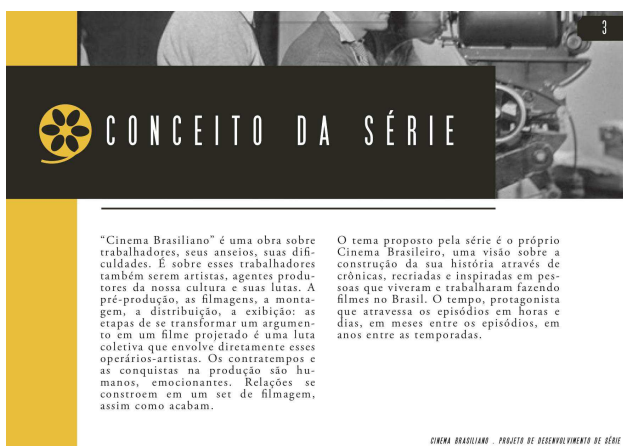 3
CONCEITO DA SÉRIE
“Cinema Brasiliano” é uma obra sobre
trabalhadores, seus anseios, suas difi-
culdades. É sobre esses trabalhadores
também serem artistas, agentes produ-
tores da nossa cultura e suas lutas. A
pré-produção, as filmagens, a monta-
gem, a distribuição, a exibição: as
etapas de se transformar um argumen-
to em um filme projetado é uma luta
coletiva que envolve diretamente esses
operários-artistas. Os contratempos e
as conquistas na produção são hu-
manos, emocionantes. Relações se
constroem em um set de filmagem,
assim como acabam.
O tema proposto pela série é o próprio
Cinema Brasileiro, uma visão sobre a
construção da sua história através de
crônicas, recriadas e inspiradas em pes-
soas que viveram e trabalharam fazendo
filmes no Brasil. O tempo, protagonista
que atravessa os episódios em horas e
dias, em meses entre os episódios, em
anos entre as temporadas.
CINEMA BRASILIANO . PROJETO DE DESENVOLVIMENTO DE SÉRIE